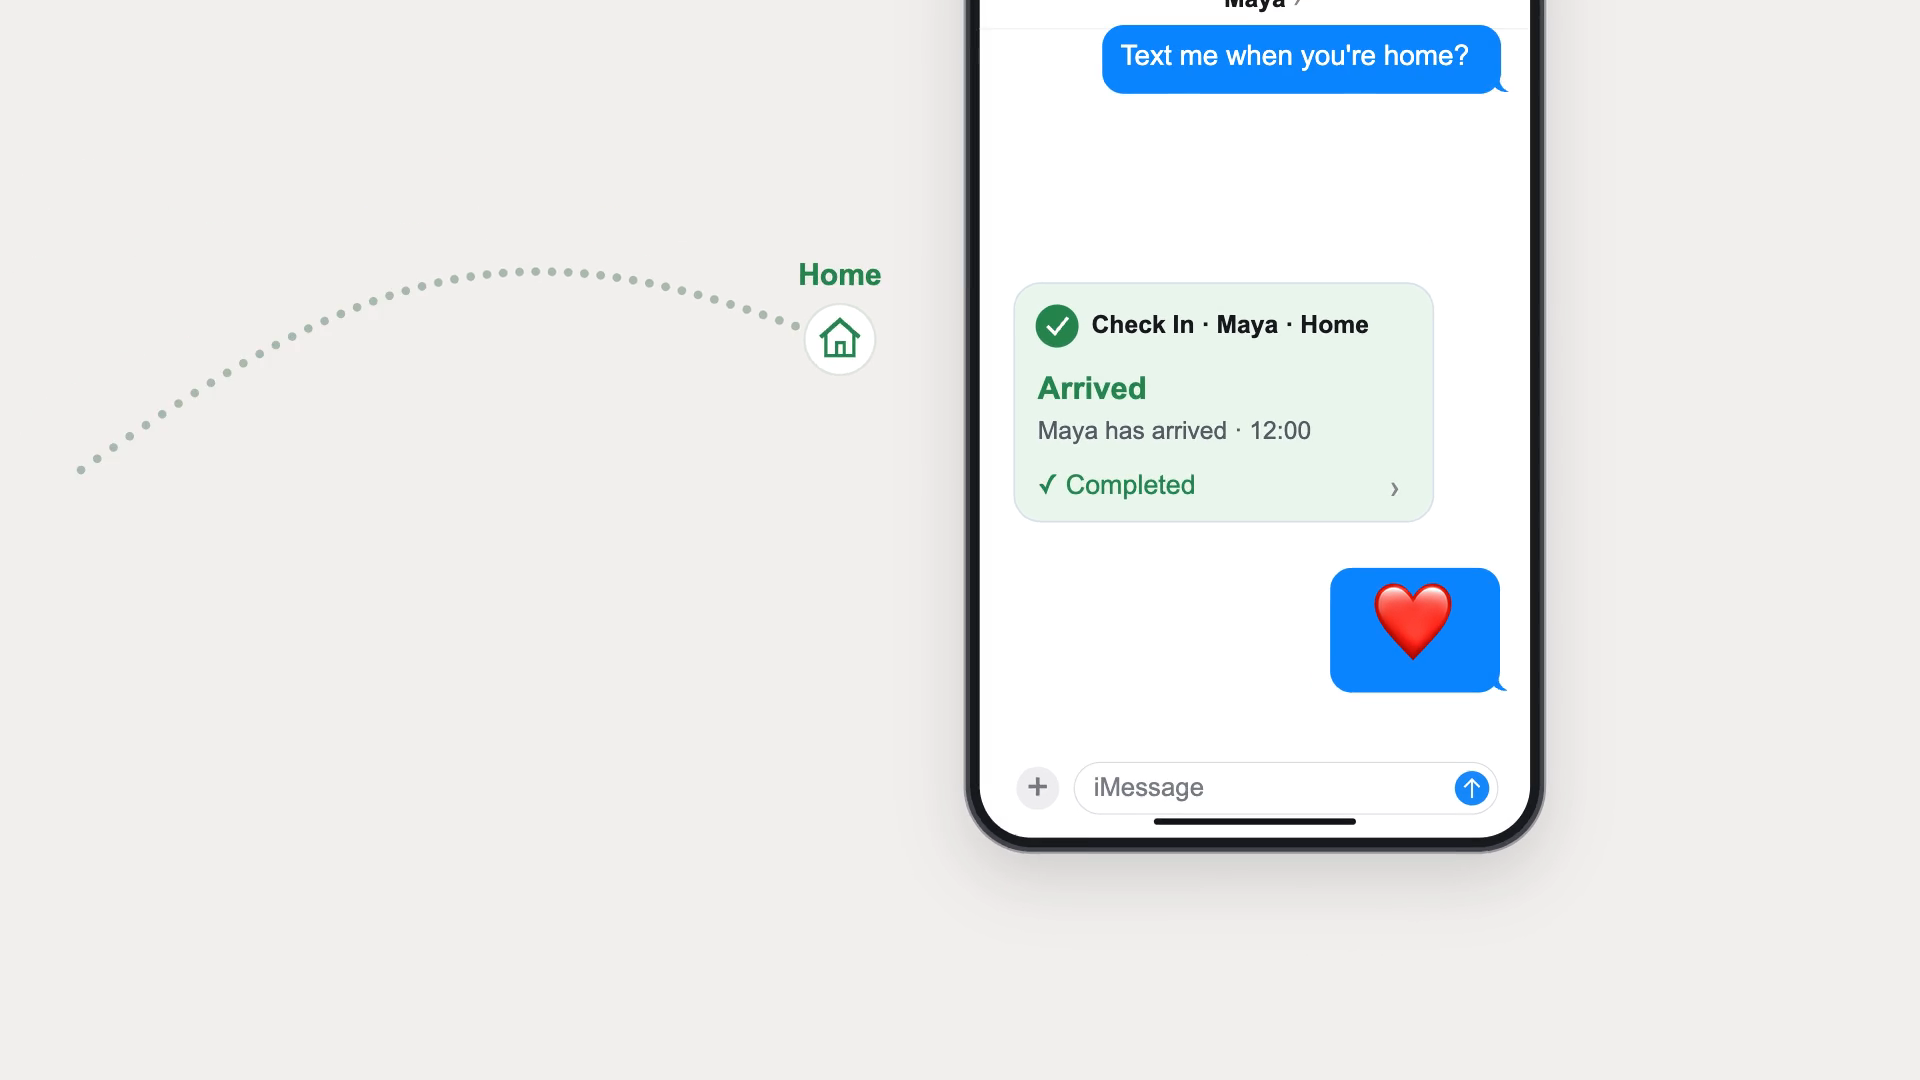 Maya ›
Text me when you're home?
Home
Check In · Maya · Home
Arrived
Maya has arrived · 12:00
✓ Completed ›
iMessage